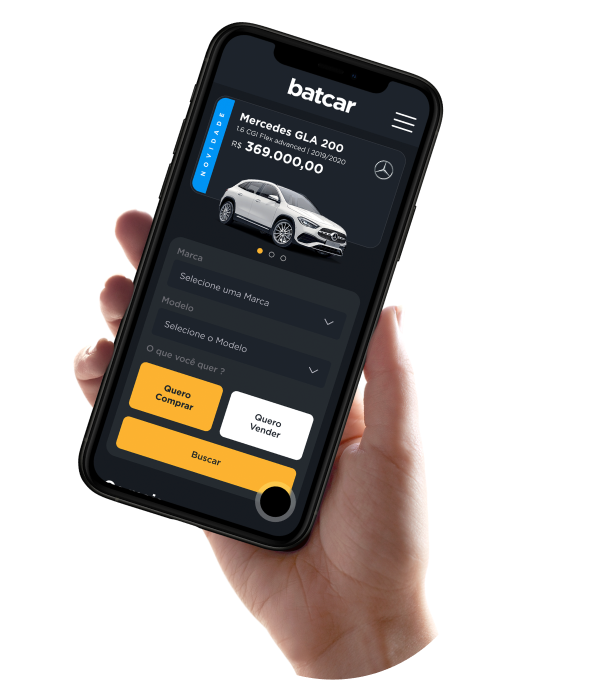 batcar
NOVIDADE
Mercedes GLA 200
1.6 CGI Flex advanced | 2019/2020
R$ 369.000,00
Marca
Selecione uma Marca
Modelo
Selecione o Modelo
O que você quer ?
Quero
Comprar
Quero
Vender
Buscar